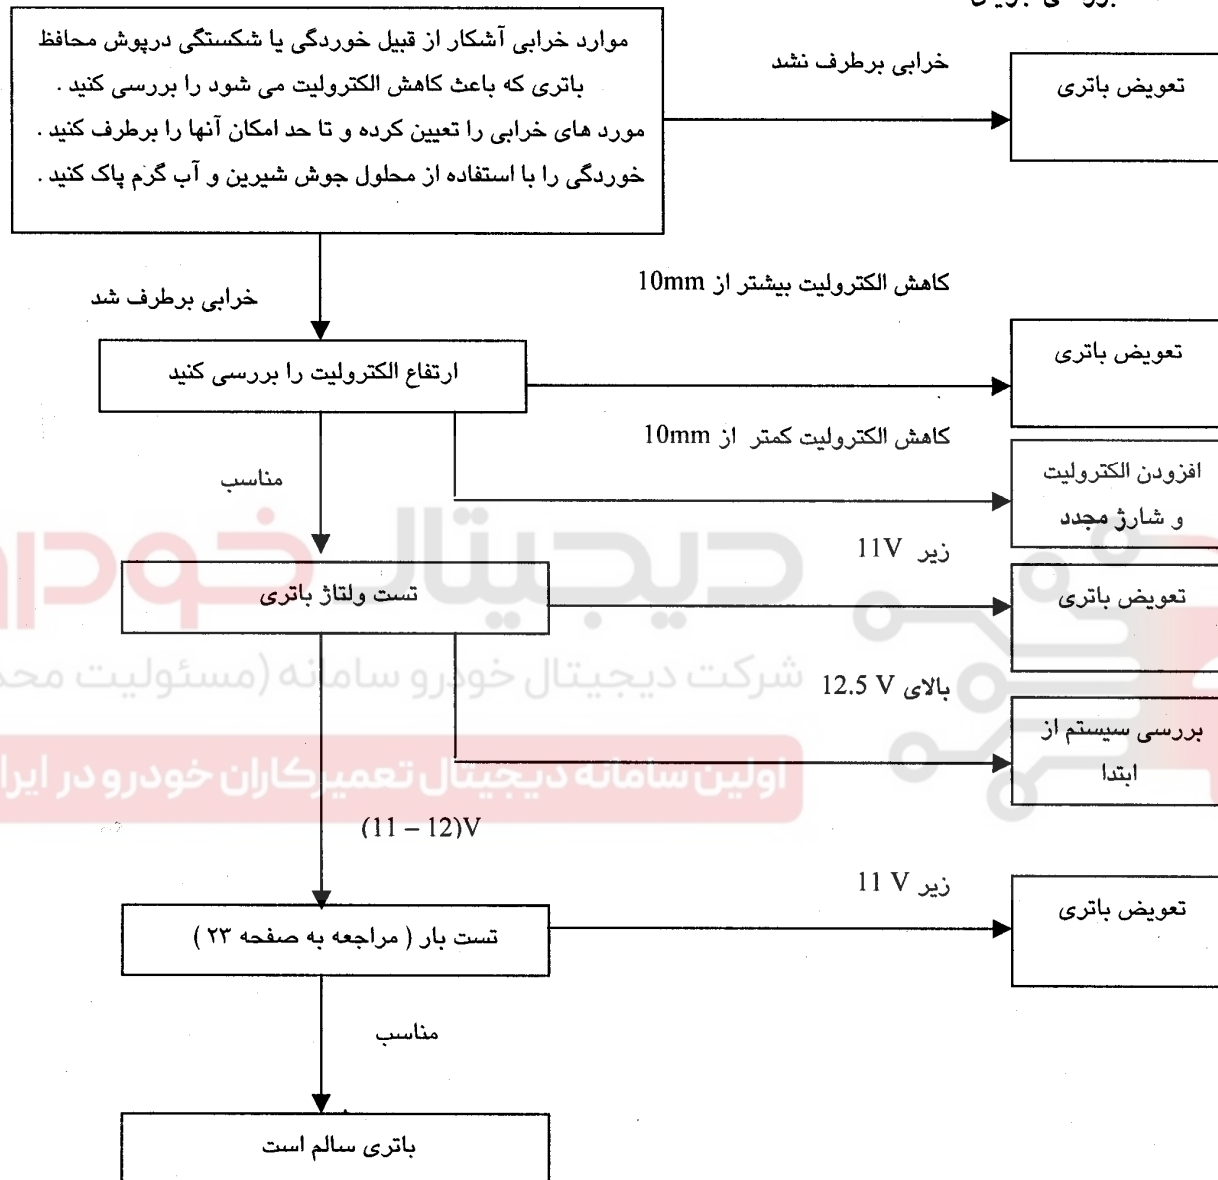 موارد خرابی آشکار از قبیل خوردگی یا شکستگی درپوش محافظ
باتری که باعث کاهش الکترولیت می شود را بررسی کنید .
مورد های خرابی را تعیین کرده و تا حد امکان آنها را برطرف کنید .
خوردگی را با استفاده از محلول جوش شیرین و آب گرم پاک کنید .
خرابی برطرف نشد
تعویض باتری
خرابی برطرف شد
کاهش الکترولیت بیشتر از 10mm
ارتفاع الکترولیت را بررسی کنید
تعویض باتری
کاهش الکترولیت کمتر از 10mm
افزودن الکترولیت
و شارژ مجدد
مناسب
زیر 11V
تست ولتاژ باتری
تعویض باتری
دیجیتال خودرو
شرکت دیجیتال خودرو سامانه (مسئولیت
بالای 12.5 V
بررسی سیستم از
ابتدا
اولین سامانه دیجیتال تعمیرکاران خودرو در
(11 – 12)V
زیر 11 V
تست بار ( مراجعه به صفحه ۲۳ )
تعویض باتری
مناسب
باتری سالم است